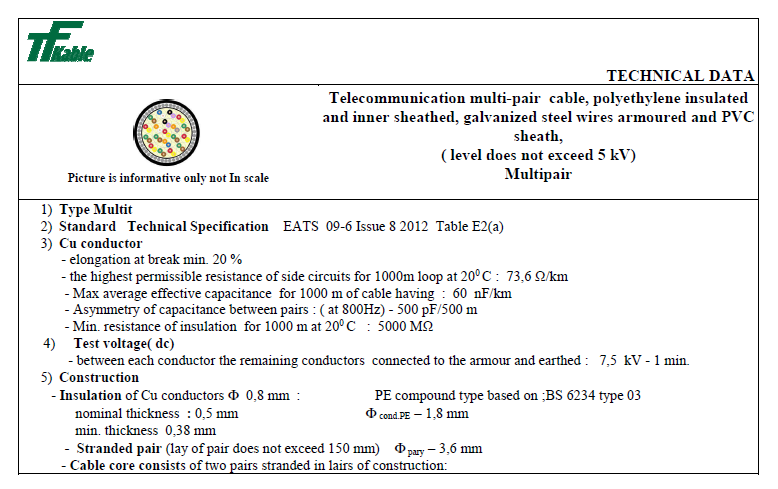 TF Kable
TECHNICAL DATA
Picture is informative only not In scale
Telecommunication multi-pair cable, polyethylene insulated
and inner sheathed, galvanized steel wires armoured and PVC
sheath,
( level does not exceed 5 kV)
Multipair
1) Type Multit
2) Standard Technical Specification EATS 09-6 Issue 8 2012 Table E2(a)
3) Cu conductor
- elongation at break min. 20 %
- the highest permissible resistance of side circuits for 1000m loop at 20⁰ C : 73,6 Ω/km
- Max average effective capacitance for 1000 m of cable having : 60 nF/km
- Asymmetry of capacitance between pairs : ( at 800Hz) - 500 pF/500 m
- Min. resistance of insulation for 1000 m at 20⁰ C : 5000 MΩ
4) Test voltage( dc)
- between each conductor the remaining conductors connected to the armour and earthed : 7,5 kV - 1 min.
5) Construction
- Insulation of Cu conductors Φ 0,8 mm : PE compound type based on ;BS 6234 type 03
nominal thickness : 0,5 mm Φ cond.PE – 1,8 mm
min. thickness 0,38 mm
- Stranded pair (lay of pair does not exceed 150 mm) Φ pary – 3,6 mm
- Cable core consists of two pairs stranded in lairs of construction: